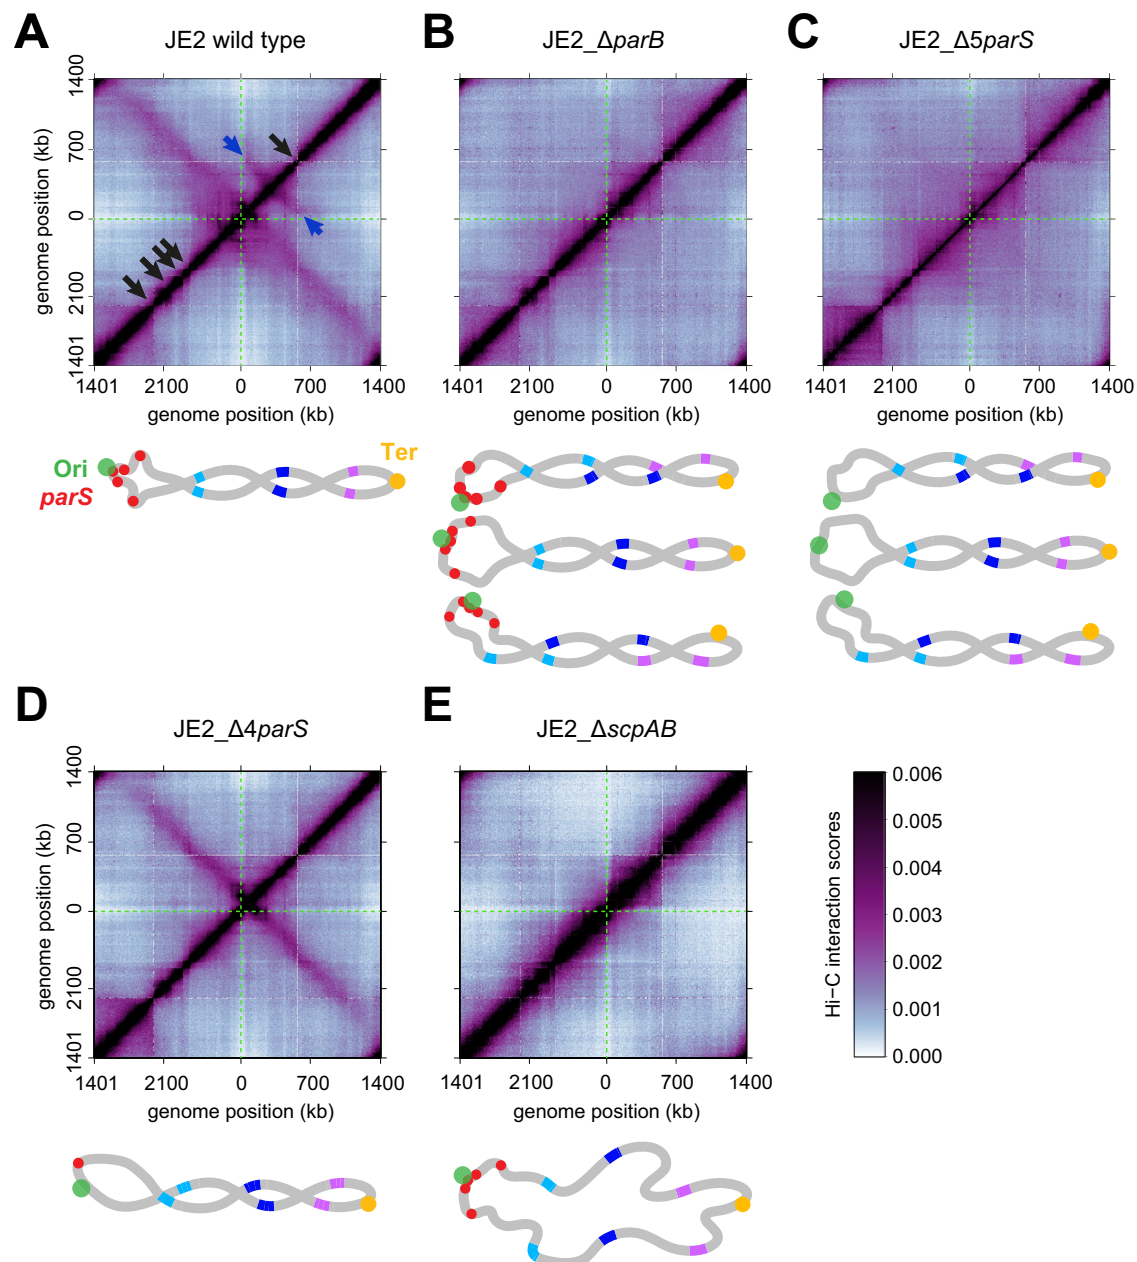 A
JE2 wild type
B
JE2_ΔparB
C
JE2_Δ5parS
1400
700
0
2100
1401
genome position (kb)
1401
2100
0
700
1400
genome position (kb)
1401
2100
0
700
1400
genome position (kb)
1401
2100
0
700
1400
genome position (kb)
Ori
parS
Ter
D
JE2_Δ4parS
E
JE2_ΔscpAB
1400
700
0
2100
1401
genome position (kb)
1401
2100
0
700
1400
genome position (kb)
1401
2100
0
700
1400
genome position (kb)
Hi−C interaction scores
0.006
0.005
0.004
0.003
0.002
0.001
0.000